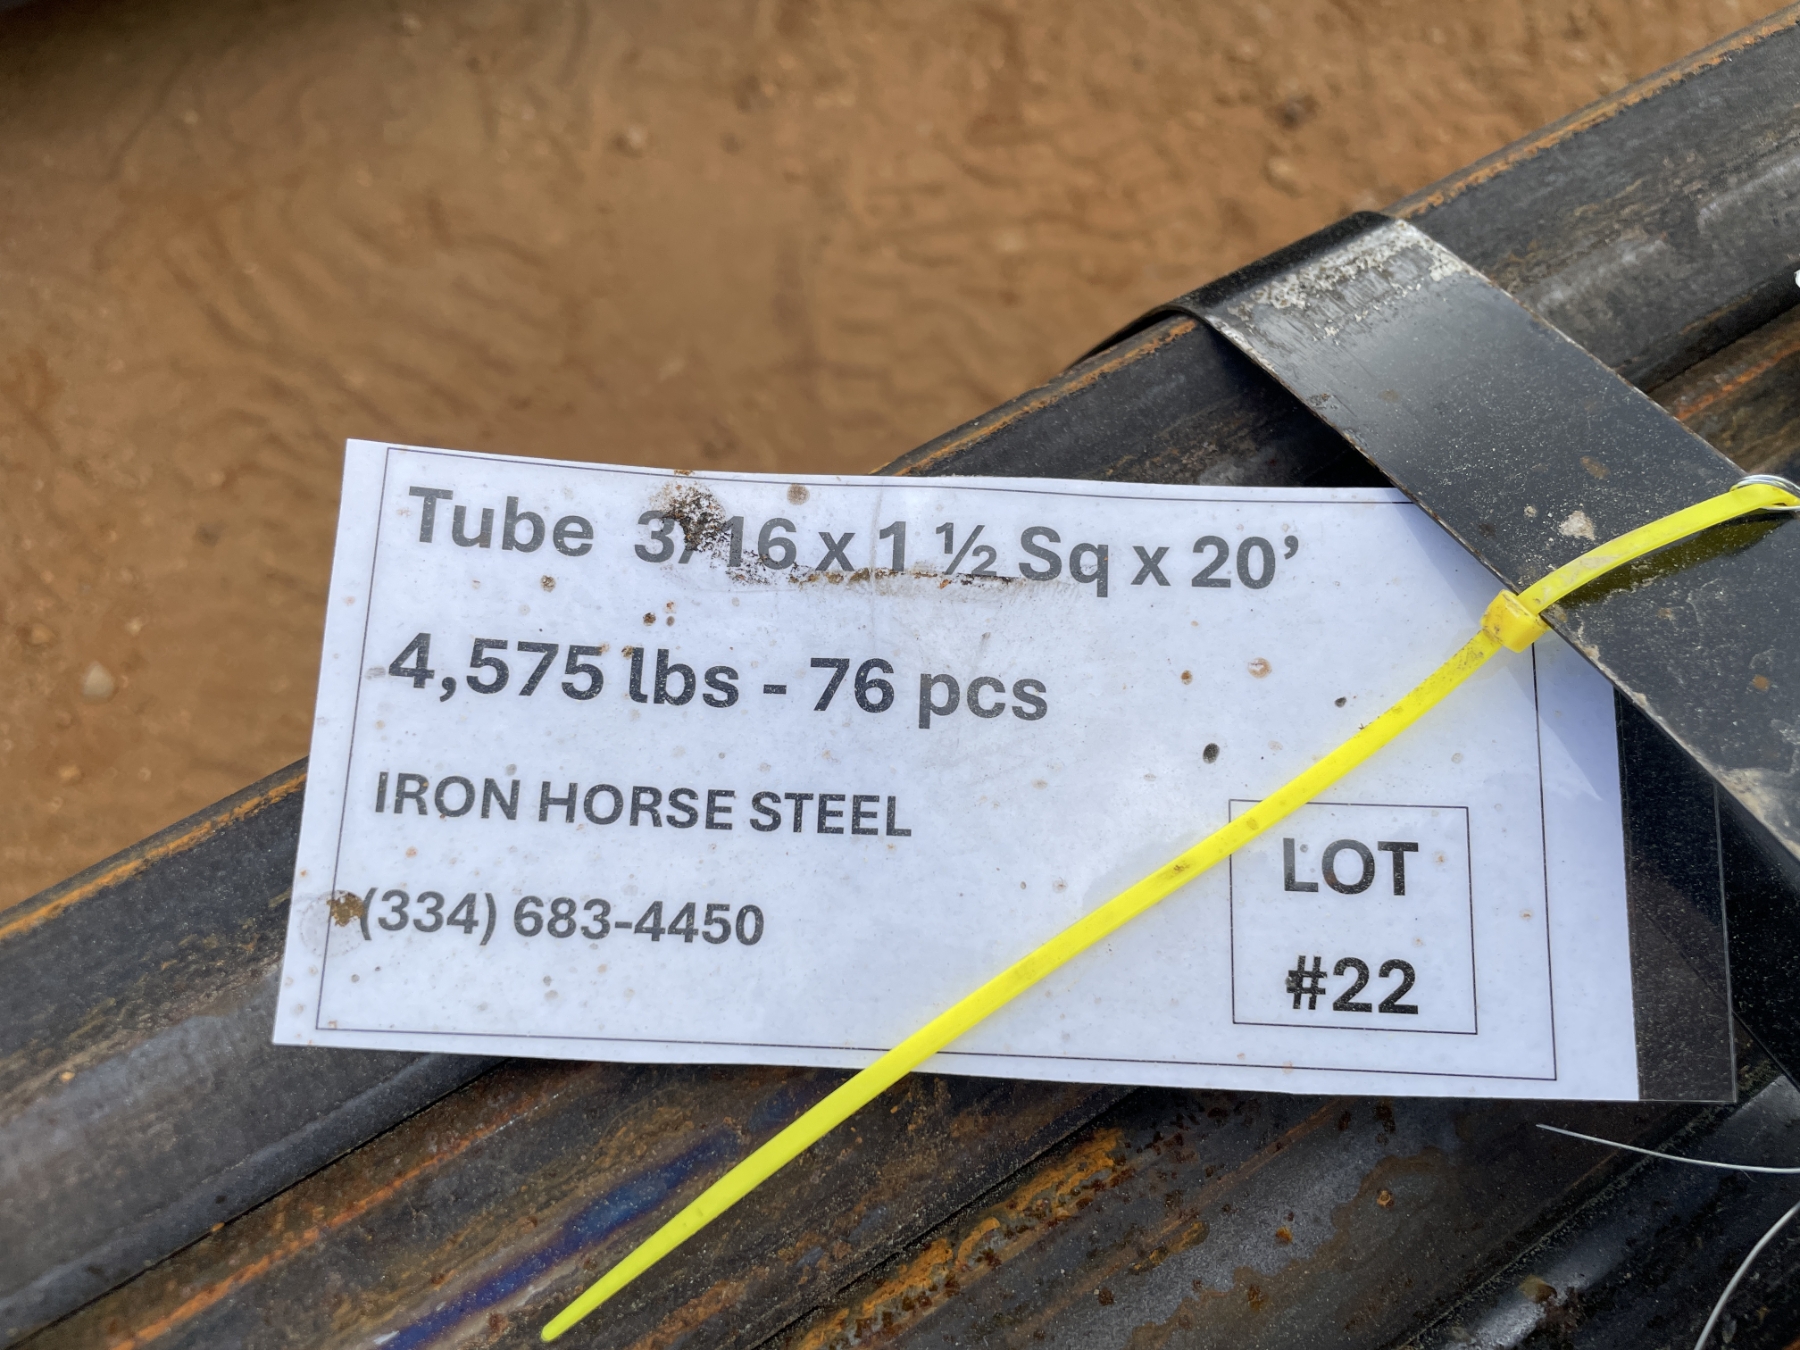 Tube 3/16 x 1 ½ Sq x 20’
4,575 lbs - 76 pcs
IRON HORSE STEEL
(334) 683-4450
LOT
#22